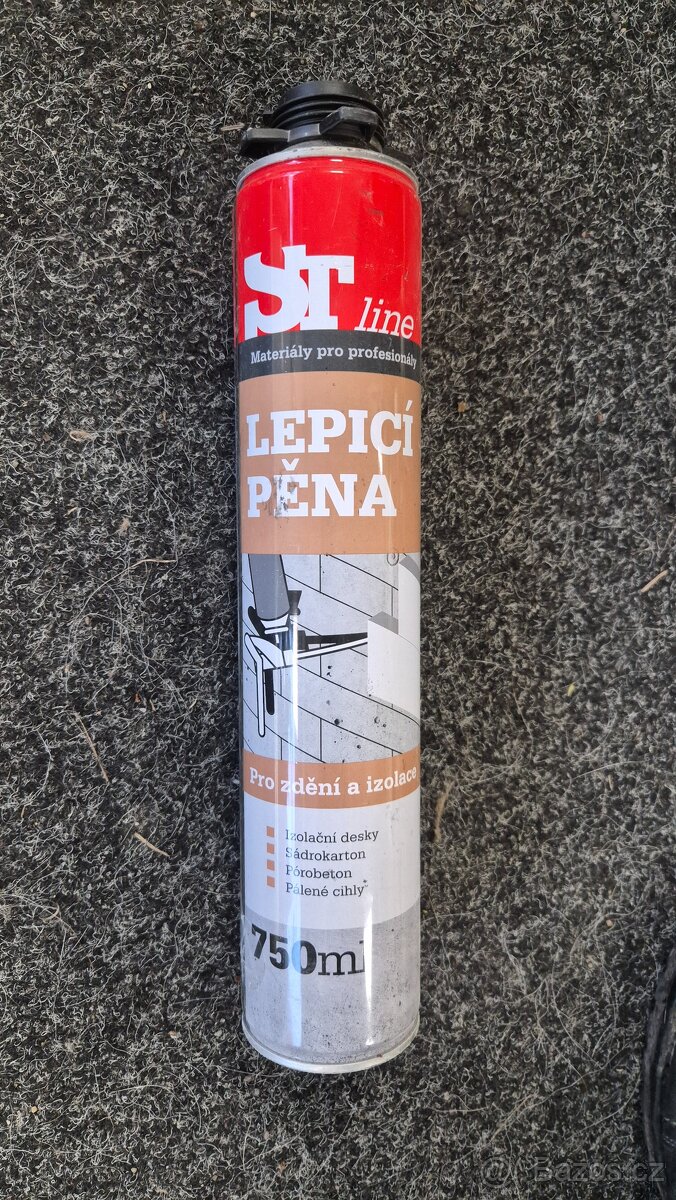 ST line
Materiály pro profesionály
LEPICÍ
PĚNA
Pro zdění a izolace
Izolační desky
Sádrokarton
Pórobeton
Pálené cihly
750ml
Bazos.cz